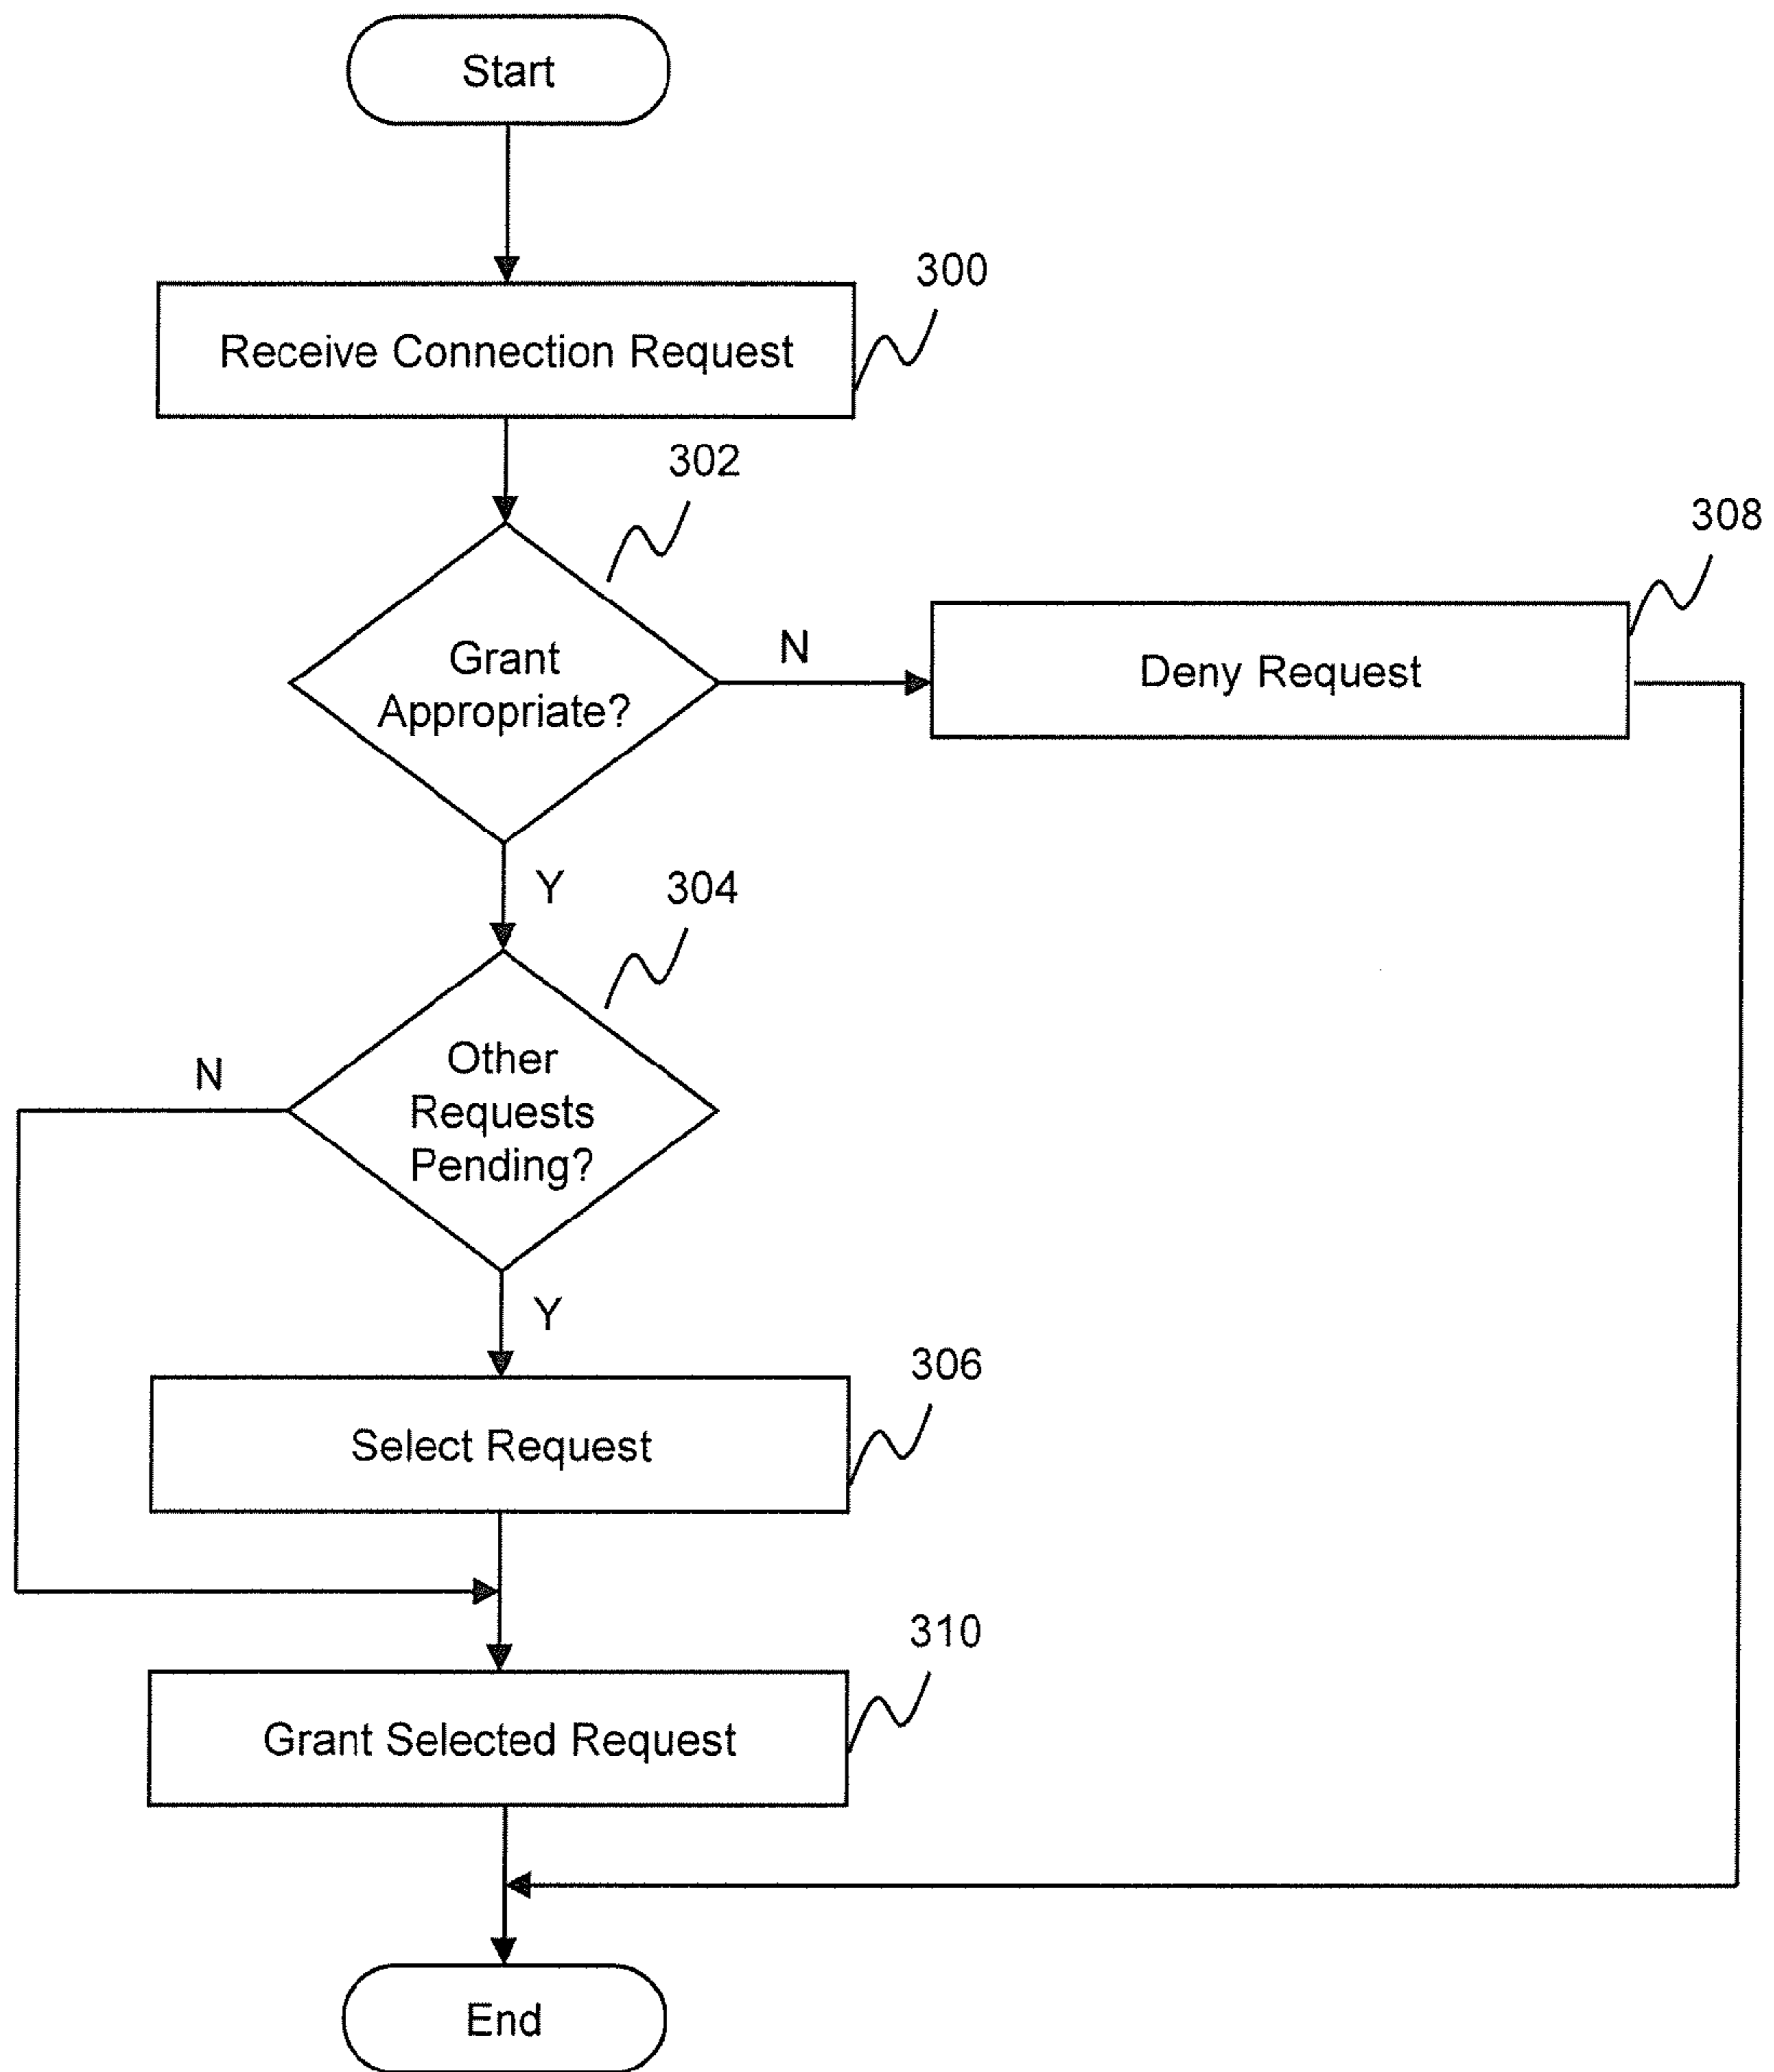 Start
300
Receive Connection Request
302
308
Grant
Appropriate?
N
Deny Request
Y
304
Other
Requests
Pending?
N
Y
306
Select Request
310
Grant Selected Request
End